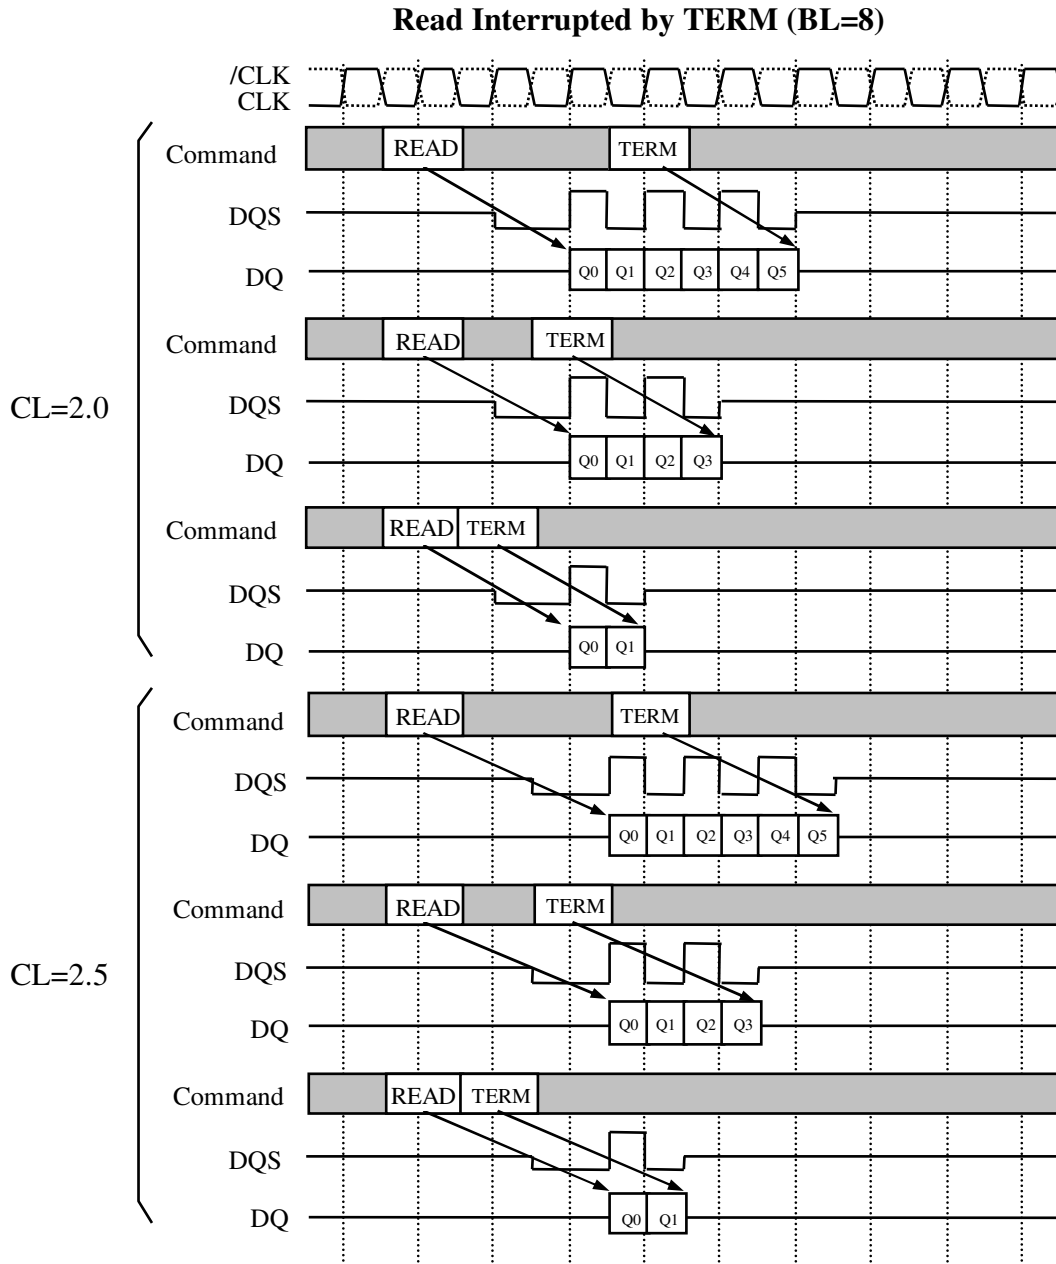 Read Interrupted by TERM (BL=8)
/CLK
CLK
Command READ TERM
DQS
DQ Q0 Q1 Q2 Q3 Q4 Q5
Command READ TERM
CL=2.0
DQS
DQ Q0 Q1 Q2 Q3
Command READ TERM
DQS
DQ Q0 Q1
Command READ TERM
DQS
DQ Q0 Q1 Q2 Q3 Q4 Q5
Command READ TERM
CL=2.5
DQS
DQ Q0 Q1 Q2 Q3
Command READ TERM
DQS
DQ Q0 Q1